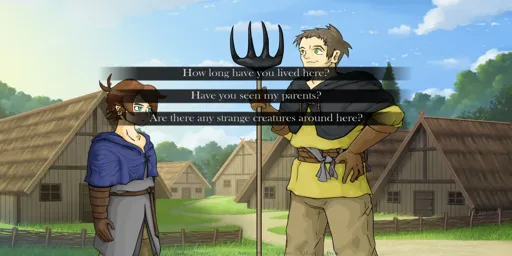 How long have you lived here?
Have you seen my parents?
Are there any strange creatures around here?